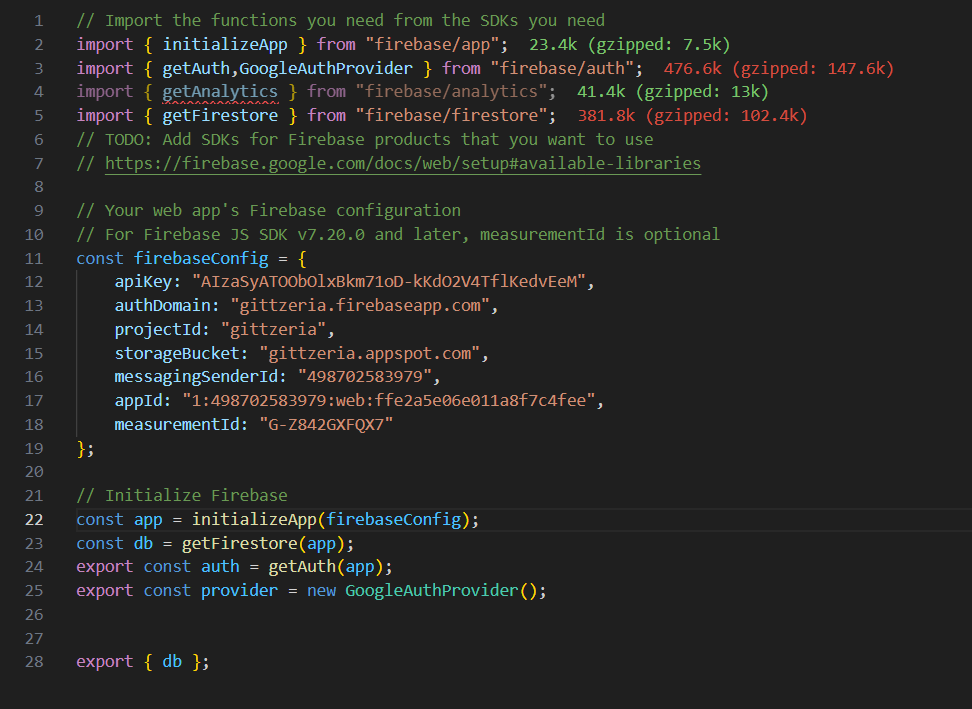 1 // Import the functions you need from the SDKs you need
2 import { initializeApp } from "firebase/app"; 23.4k (gzipped: 7.5k)
3 import { getAuth,GoogleAuthProvider } from "firebase/auth"; 476.6k (gzipped: 147.6k)
4 import { getAnalytics } from "firebase/analytics"; 41.4k (gzipped: 13k)
5 import { getFirestore } from "firebase/firestore"; 381.8k (gzipped: 102.4k)
6 // TODO: Add SDKs for Firebase products that you want to use
7 // https://firebase.google.com/docs/web/setup#available-libraries
8
9 // Your web app's Firebase configuration
10 // For Firebase JS SDK v7.20.0 and later, measurementId is optional
11 const firebaseConfig = {
12 apiKey: "AIzaSyATOObOlxBkm71oD-kKdO2V4TflKedvEeM",
13 authDomain: "gittzeria.firebaseapp.com",
14 projectId: "gittzeria",
15 storageBucket: "gittzeria.appspot.com",
16 messagingSenderId: "498702583979",
17 appId: "1:498702583979:web:ffe2a5e06e011a8f7c4fee",
18 measurementId: "G-Z842GXFQX7"
19 };
20
21 // Initialize Firebase
22 const app = initializeApp(firebaseConfig);
23 const db = getFirestore(app);
24 export const auth = getAuth(app);
25 export const provider = new GoogleAuthProvider();
26
27
28 export { db };